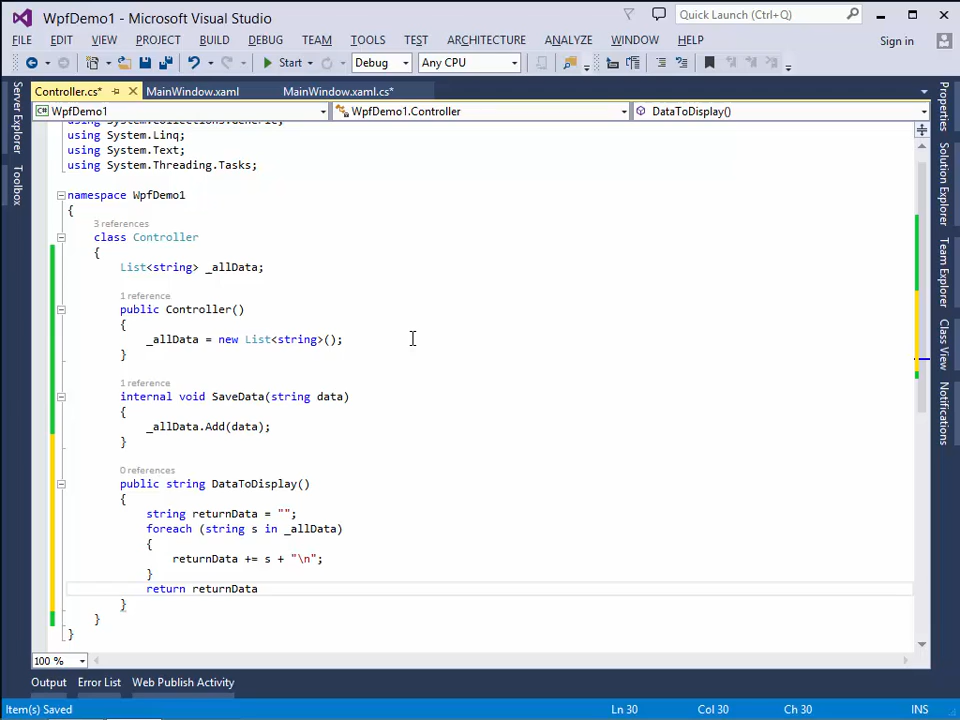 WpfDemo1 - Microsoft Visual Studio
Quick Launch (Ctrl+Q)
FILE EDIT VIEW PROJECT BUILD DEBUG TEAM TOOLS TEST ARCHITECTURE ANALYZE WINDOW HELP
Sign in
Start Debug Any CPU
Controller.cs* MainWindow.xaml MainWindow.xaml.cs*
WpfDemo1 WpfDemo1.Controller DataToDisplay()
Server Explorer
Toolbox
using System.Collections.Generic;
using System.Linq;
using System.Text;
using System.Threading.Tasks;
namespace WpfDemo1
{
3 references
class Controller
{
List<string> _allData;
1 reference
public Controller()
{
_allData = new List<string>();
}
1 reference
internal void SaveData(string data)
{
_allData.Add(data);
}
0 references
public string DataToDisplay()
{
string returnData = "";
foreach (string s in _allData)
{
returnData += s + "\n";
}
return returnData
}
}
}
Properties
Solution Explorer
Team Explorer
Class View
Notifications
100 %
Output Error List Web Publish Activity
Item(s) Saved Ln 30 Col 30 Ch 30 INS